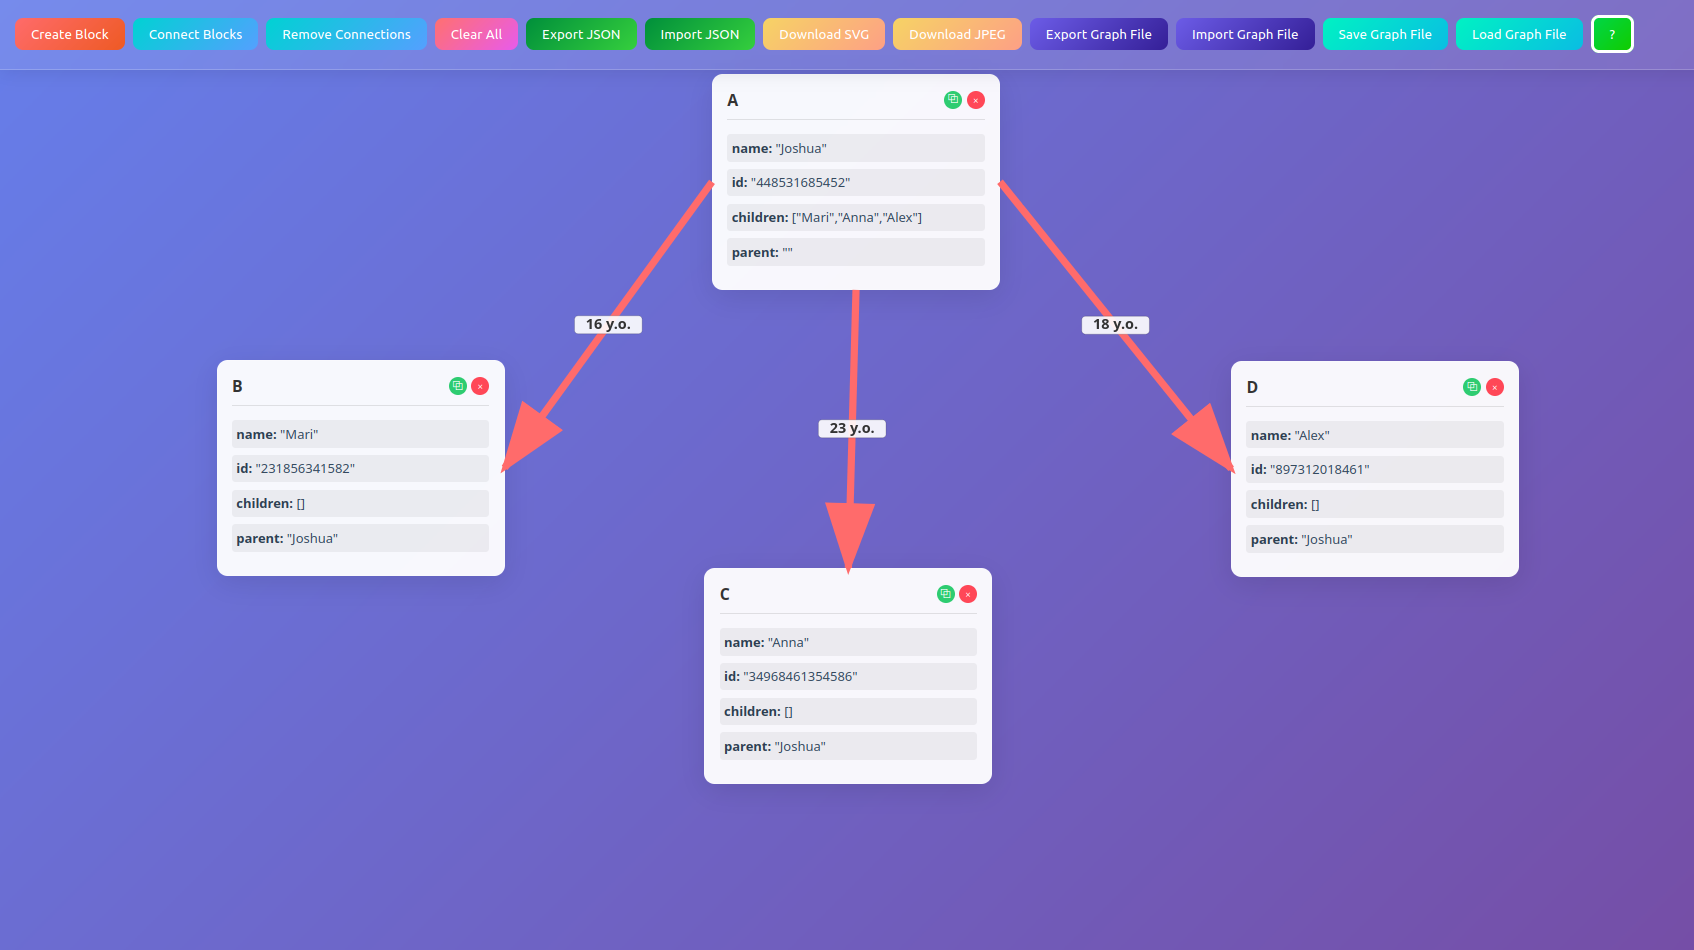 Create Block Connect Blocks Remove Connections Clear All Export JSON Import JSON Download SVG Download JPEG Export Graph File Import Graph File Save Graph File Load Graph File ?
A
name: "Joshua"
id: "448531685452"
children: ["Mari","Anna","Alex"]
parent: ""
16 y.o.
18 y.o.
23 y.o.
B
name: "Mari"
id: "231856341582"
children: []
parent: "Joshua"
D
name: "Alex"
id: "897312018461"
children: []
parent: "Joshua"
C
name: "Anna"
id: "34968461354586"
children: []
parent: "Joshua"